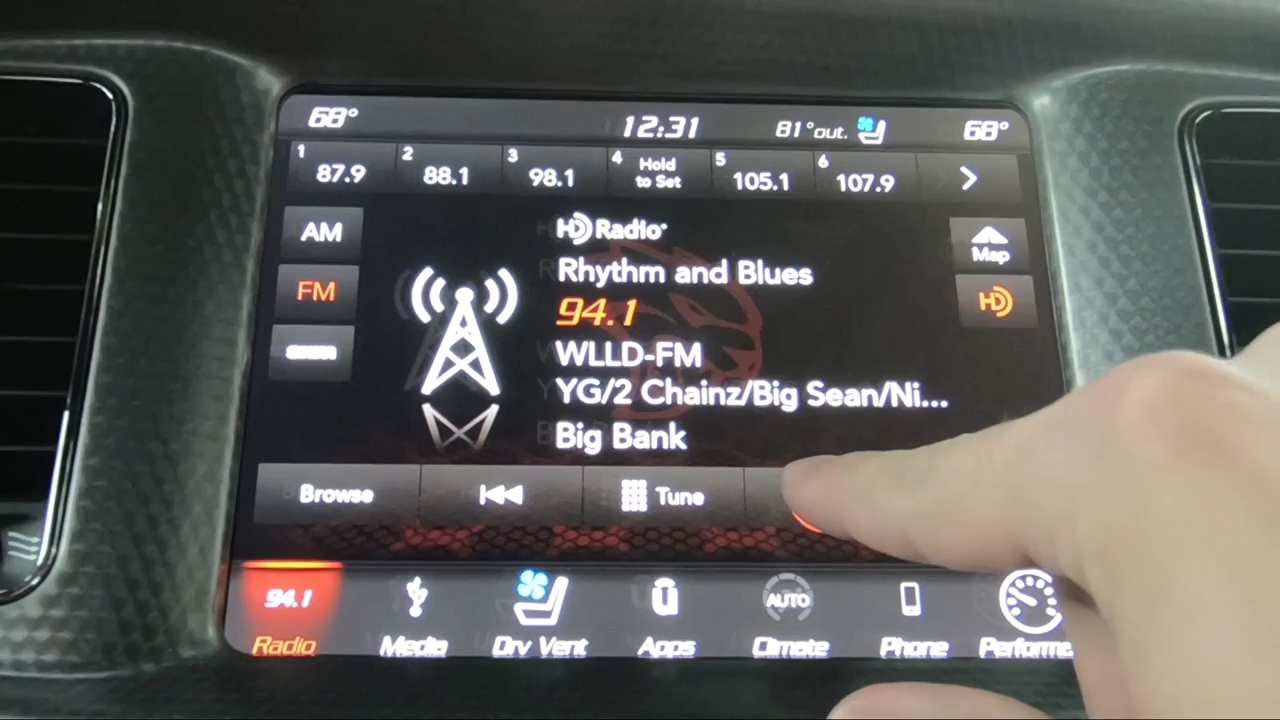 68° 12:31 81°out. 68°
1 87.9 2 88.1 3 98.1 4 Hold to Set 5 105.1 6 107.9
AM
FM
HD Radio
Rhythm and Blues
94.1
WLLD-FM
YG/2 Chainz/Big Sean/Ni...
Big Bank
Map
HD
Browse Tune
94.1 AUTO
Radio Media Drv Vent Apps Climate Phone Performa